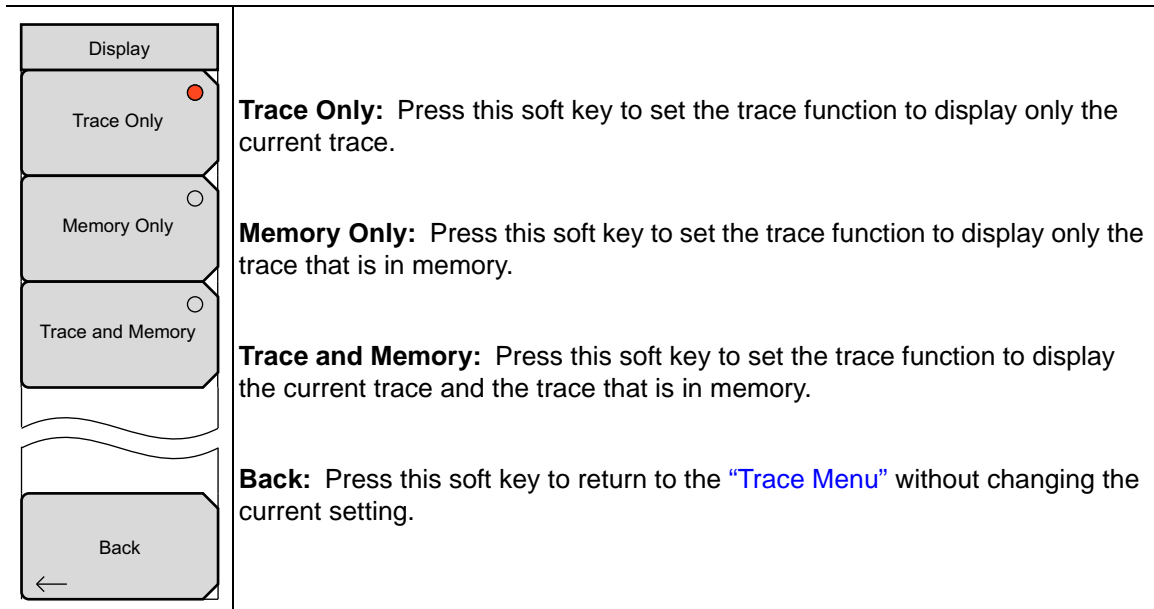 Display
Trace Only
Memory Only
Trace and Memory
Back
Trace Only: Press this soft key to set the trace function to display only the
current trace.
Memory Only: Press this soft key to set the trace function to display only the
trace that is in memory.
Trace and Memory: Press this soft key to set the trace function to display
the current trace and the trace that is in memory.
Back: Press this soft key to return to the “Trace Menu” without changing the
current setting.